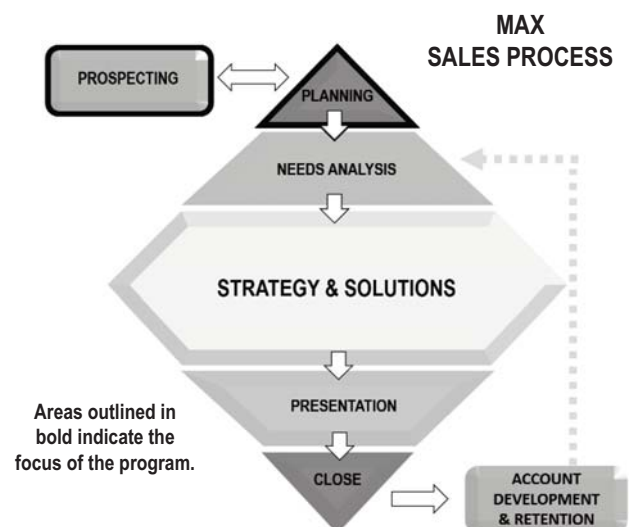 MAX
SALES PROCESS
PROSPECTING
PLANNING
NEEDS ANALYSIS
STRATEGY & SOLUTIONS
PRESENTATION
Areas outlined in
bold indicate the
focus of the program.
CLOSE
ACCOUNT
DEVELOPMENT
& RETENTION